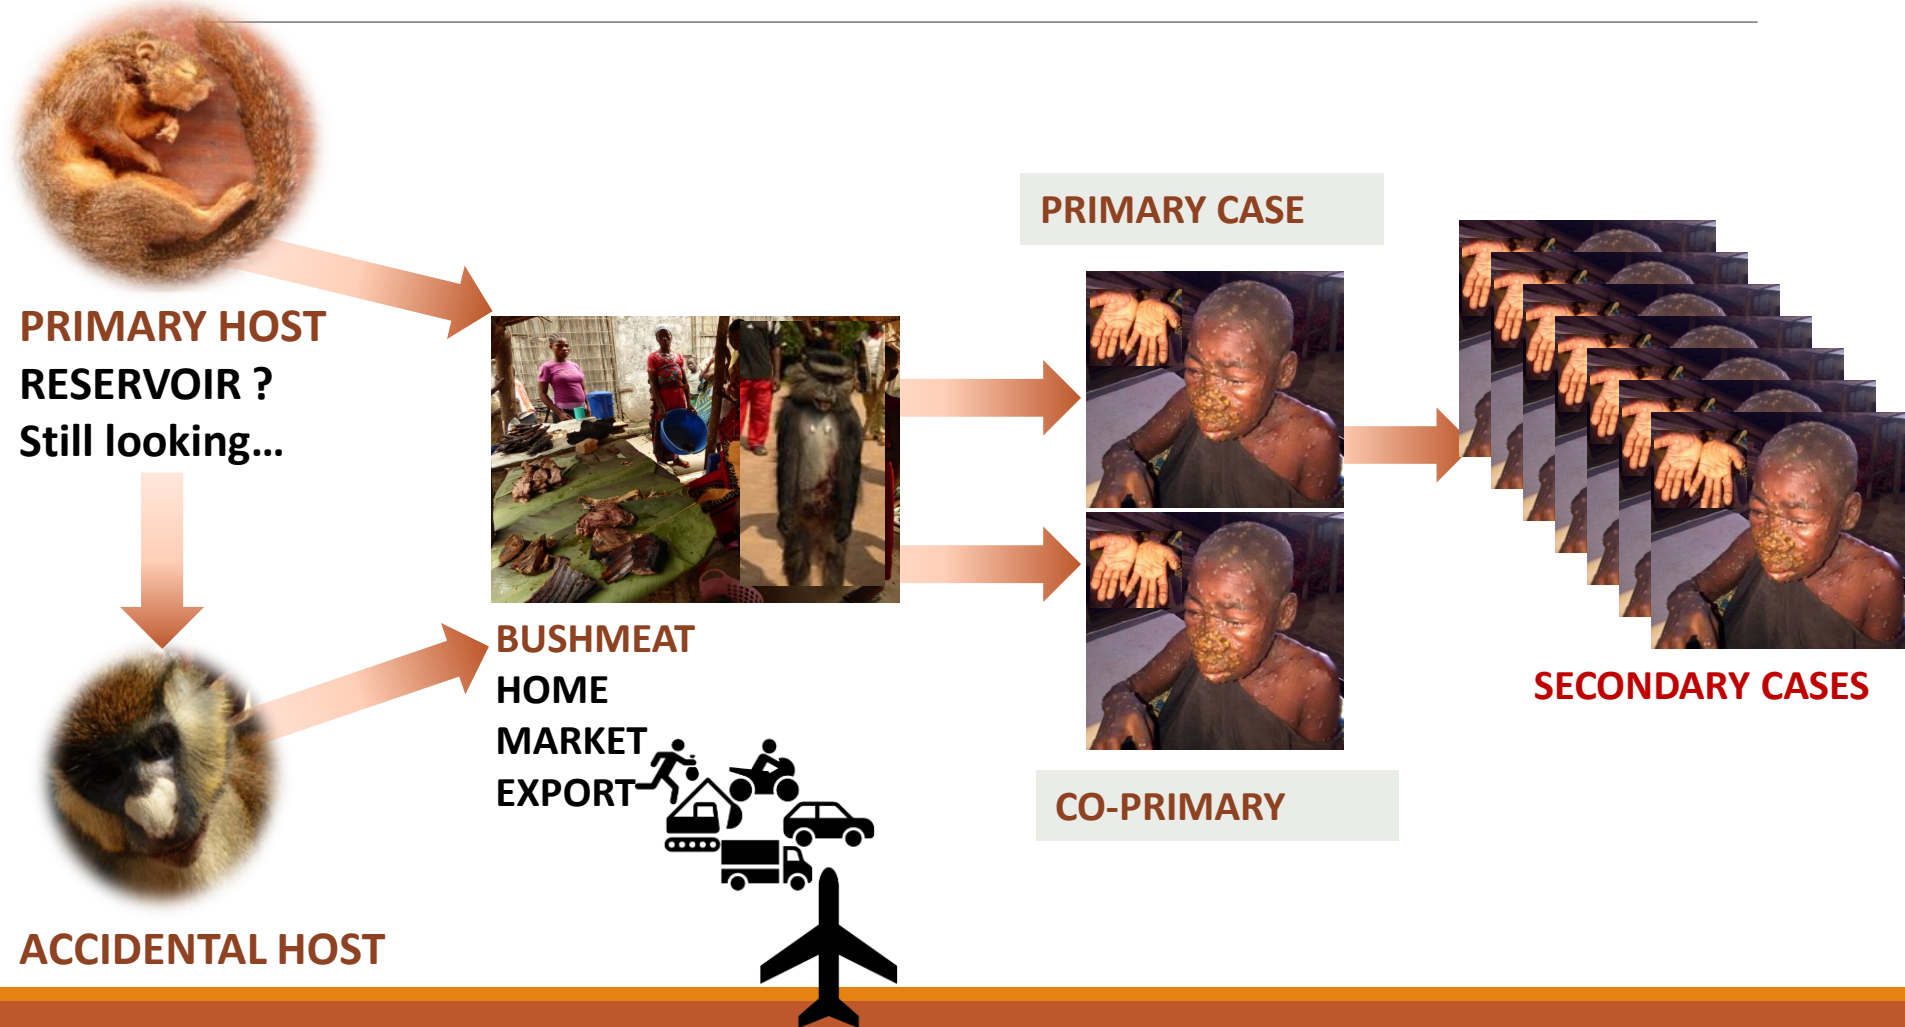 PRIMARY HOST
RESERVOIR ?
Still looking...
ACCIDENTAL HOST
BUSHMEAT
HOME
MARKET
EXPORT
PRIMARY CASE
CO-PRIMARY
SECONDARY CASES